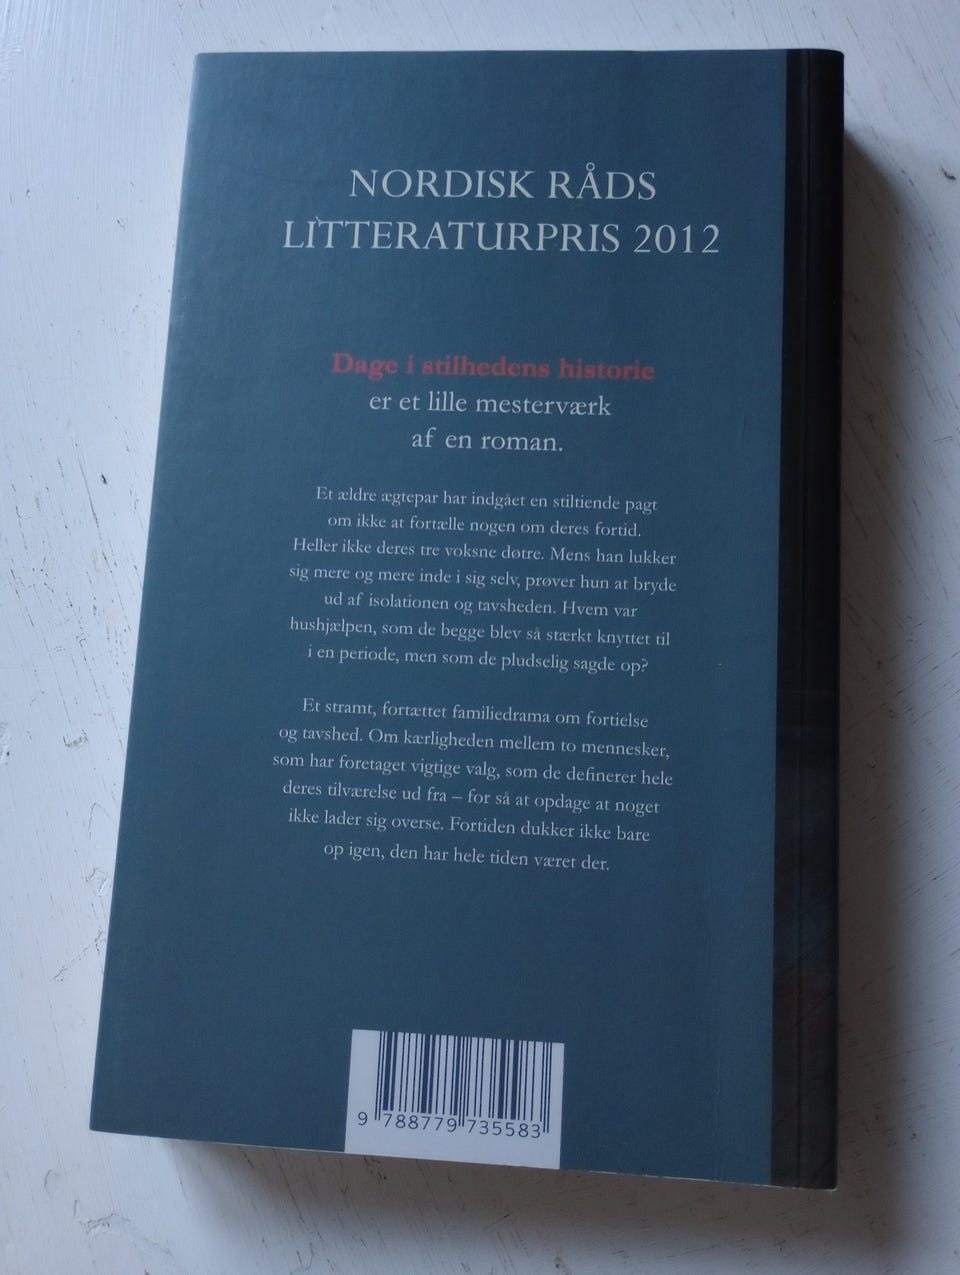 NORDISK RÅDS
LITTERATURPRIS 2012
Dage i stilhedens historie
er et lille mesterværk
af en roman.
Et ældre ægtepar har indgået en stiltiende pagt
om ikke at fortælle nogen om deres fortid.
Heller ikke deres tre voksne døtre. Mens han lukker
sig mere og mere inde i sig selv, prøver hun at bryde
ud af isolationen og tavsheden. Hvem var
hushjælpen, som de begge blev så stærkt knyttet til
i en periode, men som de pludselig sagde op?
Et stramt, fortættet familiedrama om fortielse
og tavshed. Om kærligheden mellem to mennesker,
som har foretaget vigtige valg, som de definerer hele
deres tilværelse ud fra – for så at opdage at noget
ikke lader sig overse. Fortiden dukker ikke bare
op igen, den har hele tiden været der.
9 788779 735583